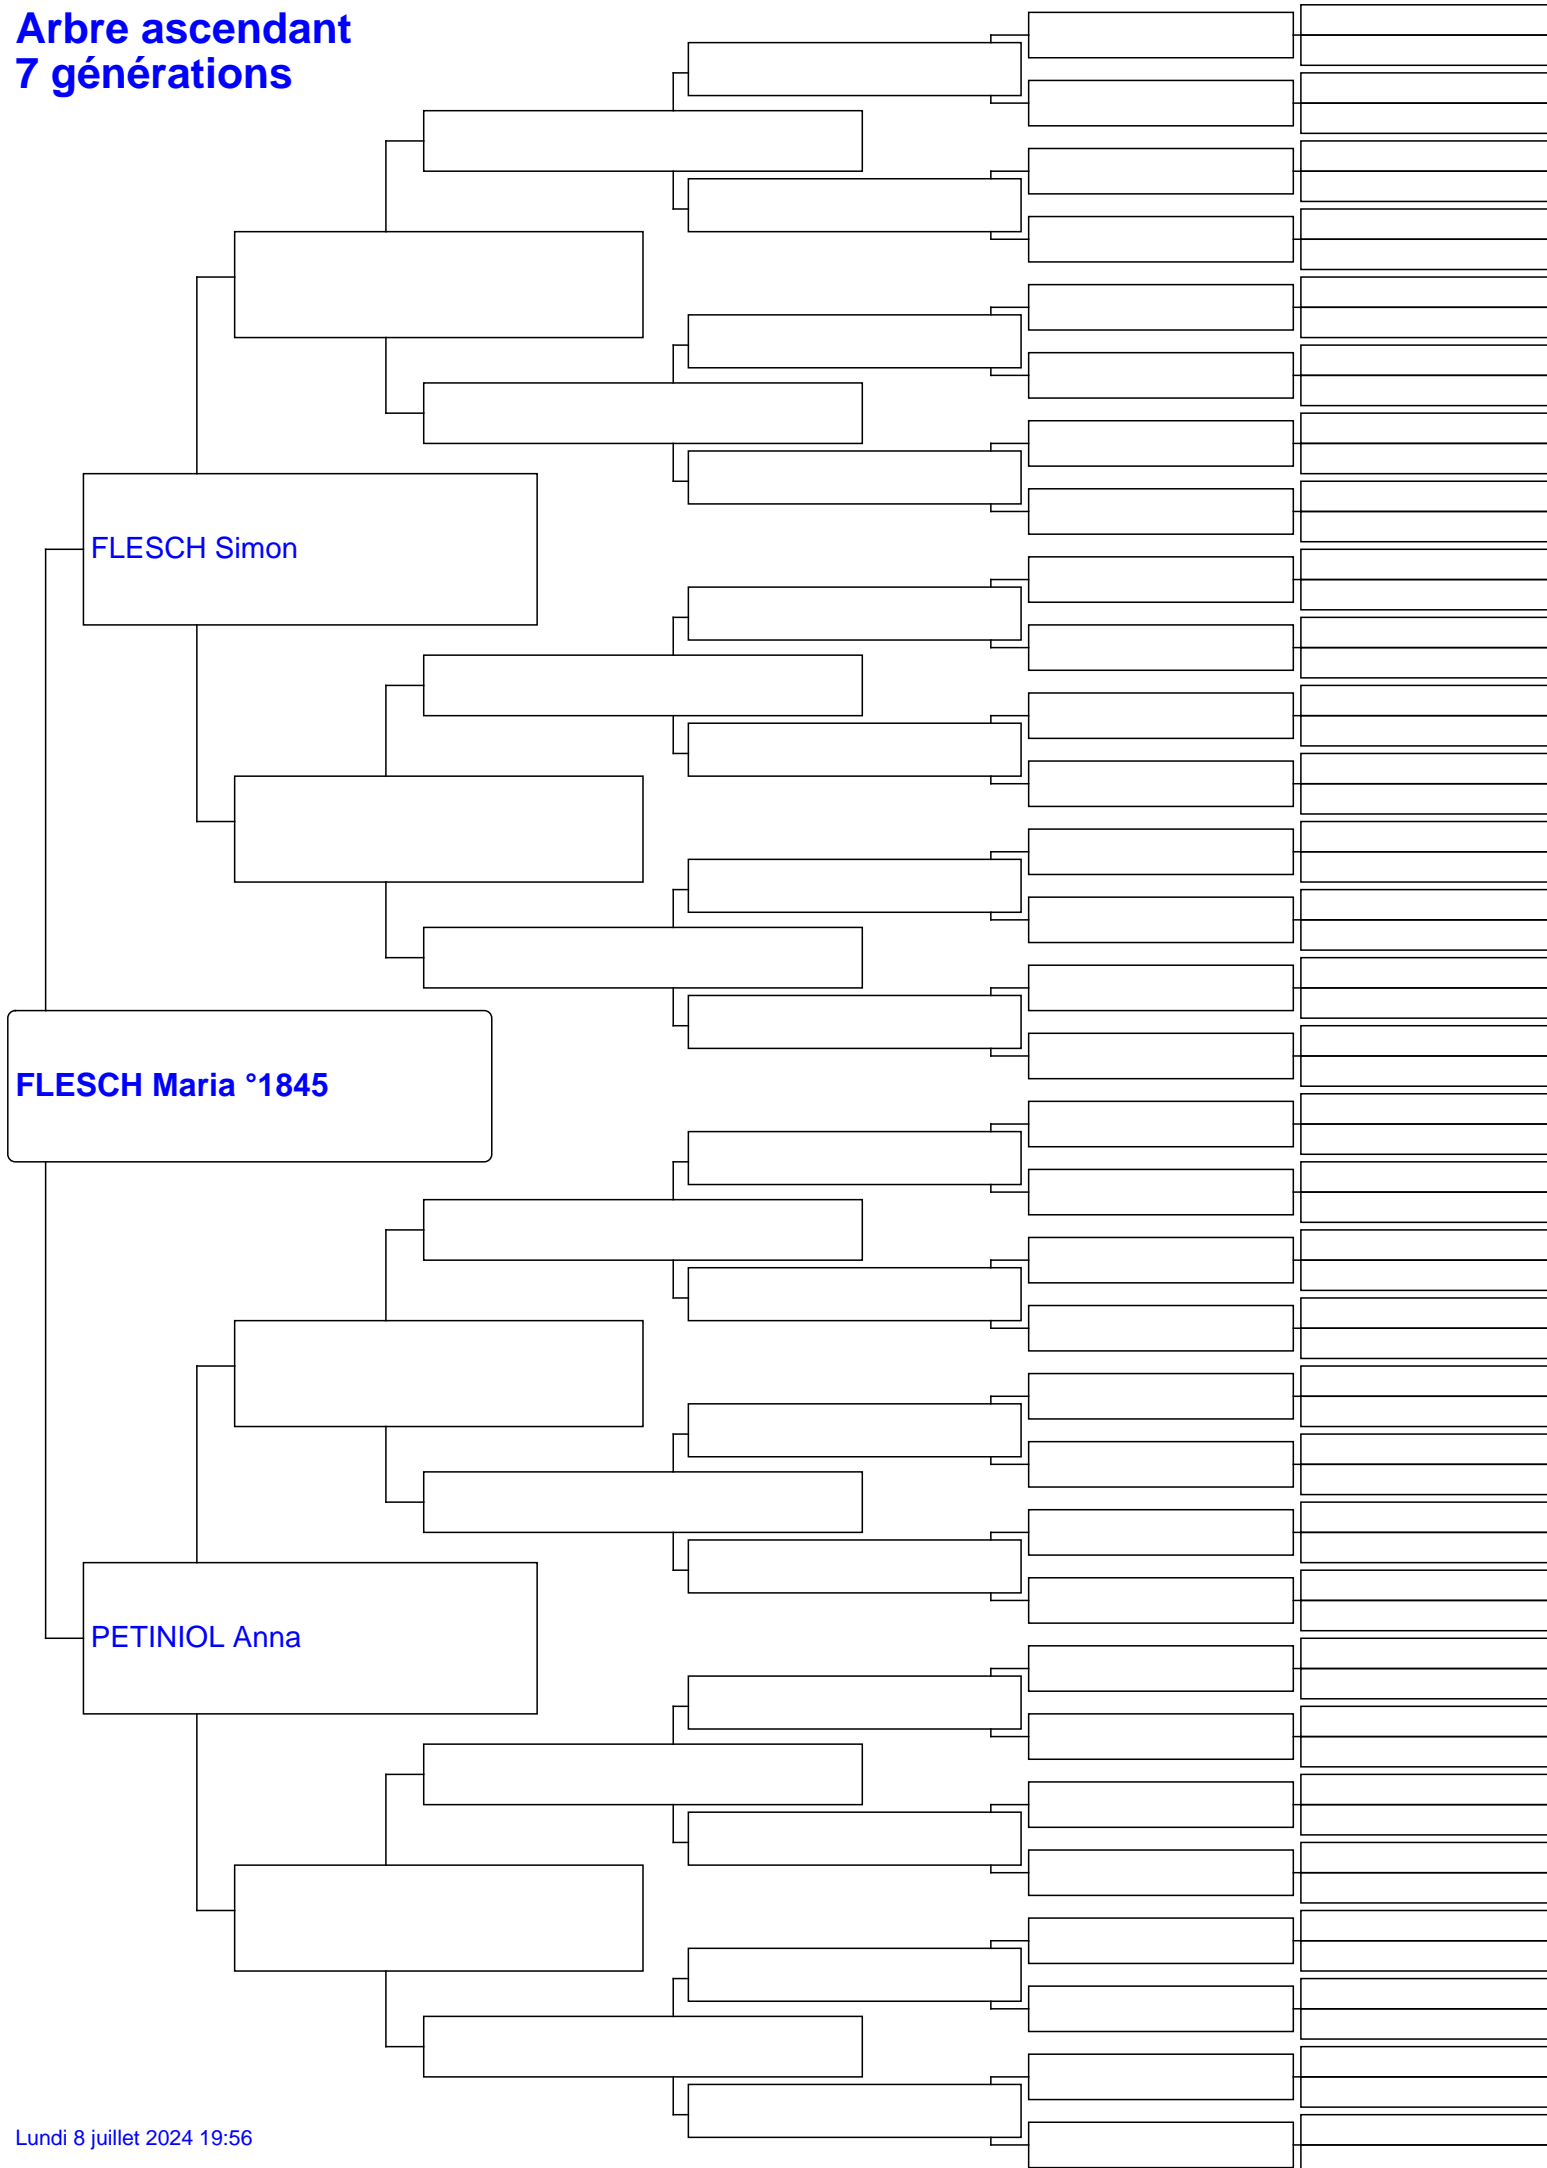 Arbre ascendant
7 générations
FLESCH Simon
FLESCH Maria °1845
PETINIOL Anna
Lundi 8 juillet 2024 19:56